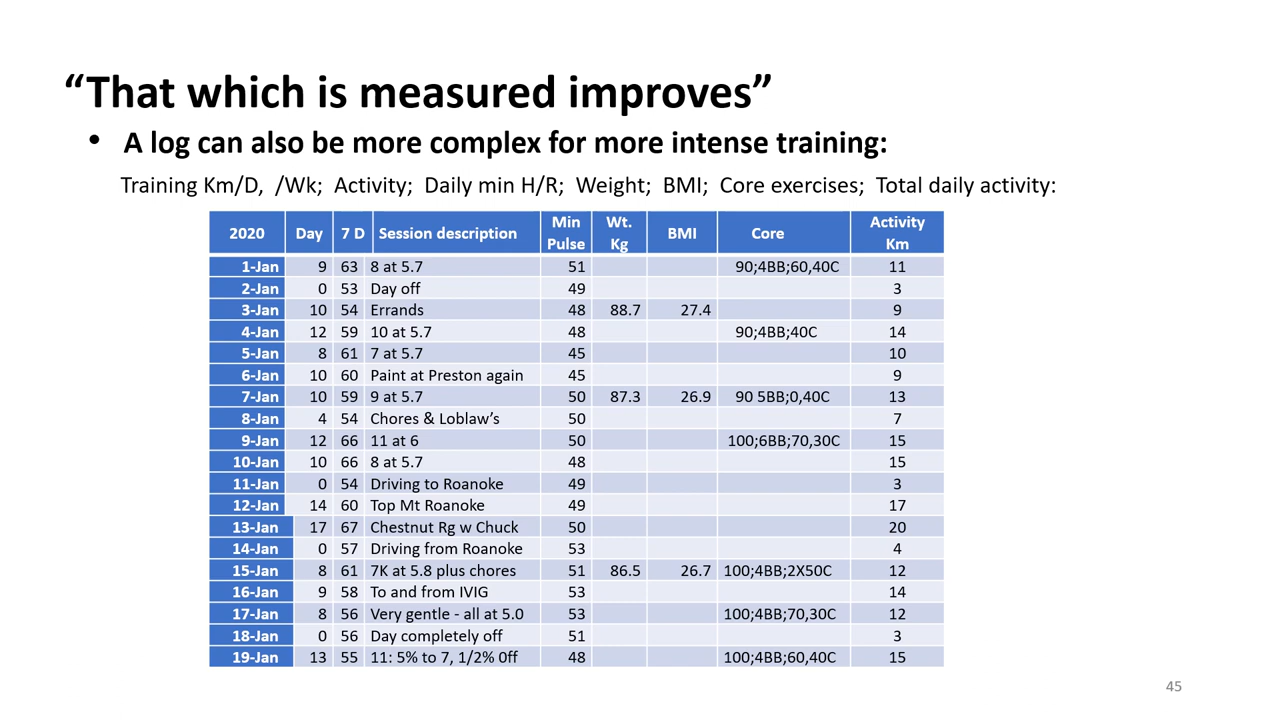 “That which is measured improves”
• A log can also be more complex for more intense training:
Training Km/D, /Wk; Activity; Daily min H/R; Weight; BMI; Core exercises; Total daily activity:
2020 Day 7 D Session description Min Pulse Wt. Kg BMI Core Activity Km
1-Jan 9 63 8 at 5.7 51 90;4BB;60,40C 11
2-Jan 0 53 Day off 49 3
3-Jan 10 54 Errands 48 88.7 27.4 9
4-Jan 12 59 10 at 5.7 48 90;4BB;40C 14
5-Jan 8 61 7 at 5.7 45 10
6-Jan 10 60 Paint at Preston again 45 9
7-Jan 10 59 9 at 5.7 50 87.3 26.9 90 5BB;0,40C 13
8-Jan 4 54 Chores & Loblaw’s 50 7
9-Jan 12 66 11 at 6 50 100;6BB;70,30C 15
10-Jan 10 66 8 at 5.7 48 15
11-Jan 0 54 Driving to Roanoke 49 3
12-Jan 14 60 Top Mt Roanoke 49 17
13-Jan 17 67 Chestnut Rg w Chuck 50 20
14-Jan 0 57 Driving from Roanoke 53 4
15-Jan 8 61 7K at 5.8 plus chores 51 86.5 26.7 100;4BB;2X50C 12
16-Jan 9 58 To and from IVIG 53 14
17-Jan 8 56 Very gentle - all at 5.0 53 100;4BB;70,30C 12
18-Jan 0 56 Day completely off 51 3
19-Jan 13 55 11: 5% to 7, 1/2% 0ff 48 100;4BB;60,40C 15
45